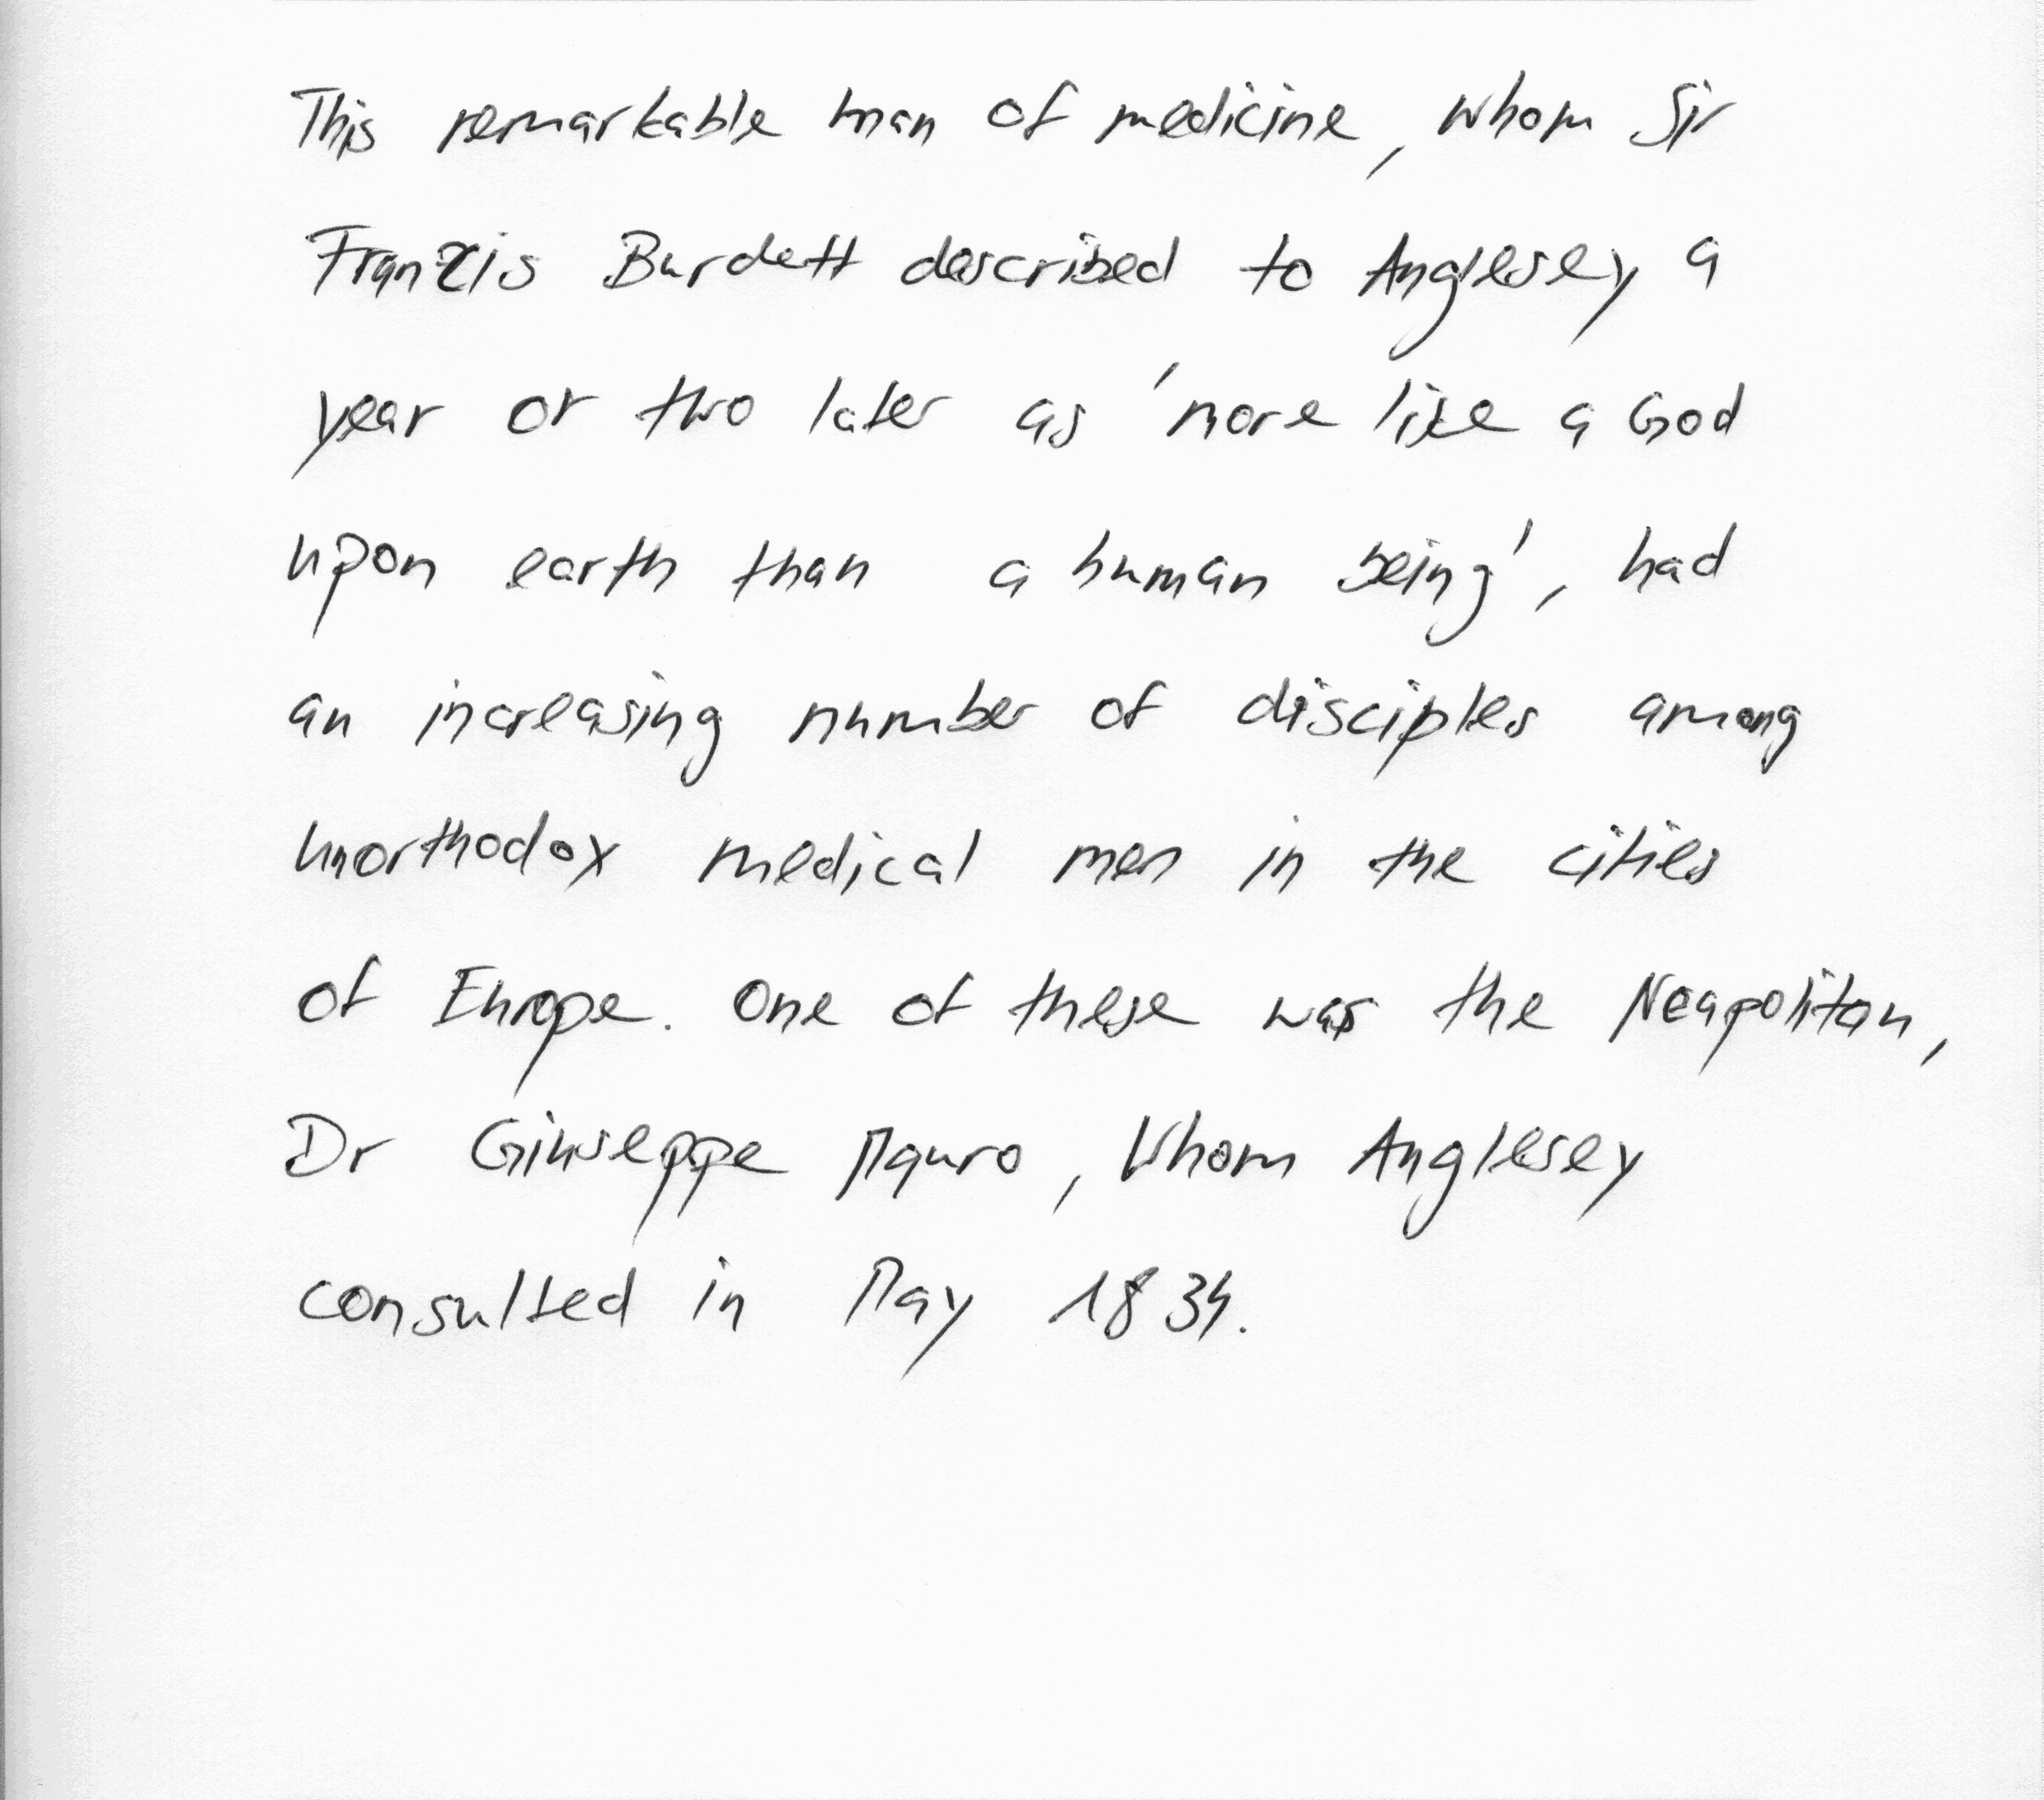 This remarkable man of medicine, whom Sir
Francis Burdett described to Anglesey a
year or two later as 'more like a God
upon earth than a human being', had
an increasing number of disciples among
unorthodox medical men in the cities
of Europe. One of these was the Neapolitan,
Dr Giuseppe Mauro, whom Anglesey
consulted in May 1834.